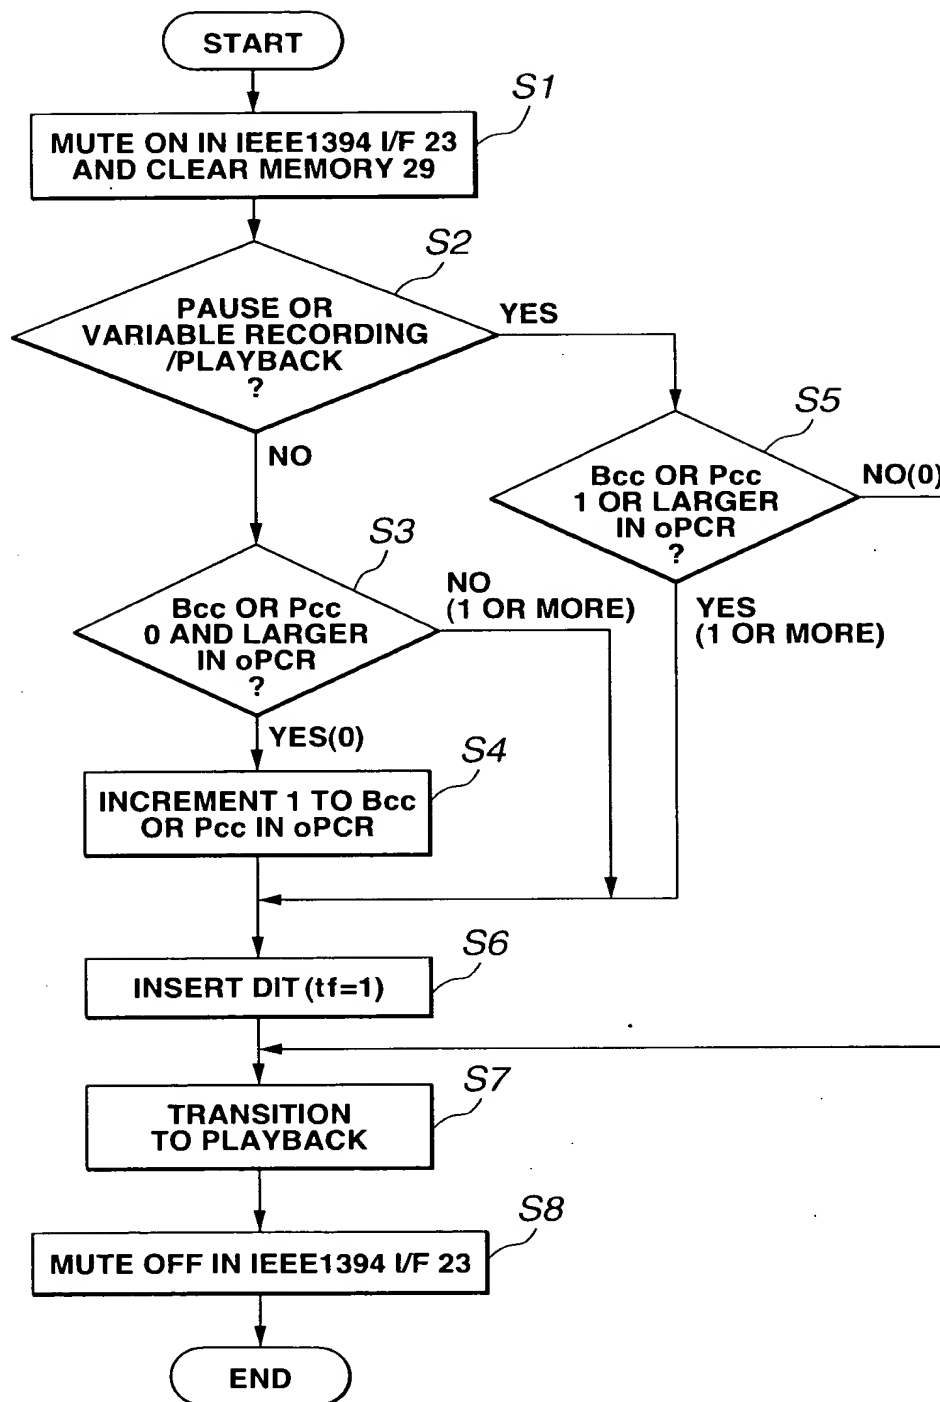 START
S1
MUTE ON IN IEEE1394 I/F 23
AND CLEAR MEMORY 29
S2
PAUSE OR
VARIABLE RECORDING
/PLAYBACK
?
YES
NO
S5
Bcc OR Pcc
1 OR LARGER
IN oPCR
?
NO(0)
YES
(1 OR MORE)
S3
Bcc OR Pcc
0 AND LARGER
IN oPCR
?
NO
(1 OR MORE)
YES(0)
S4
INCREMENT 1 TO Bcc
OR Pcc IN oPCR
S6
INSERT DIT (tf=1)
S7
TRANSITION
TO PLAYBACK
S8
MUTE OFF IN IEEE1394 I/F 23
END